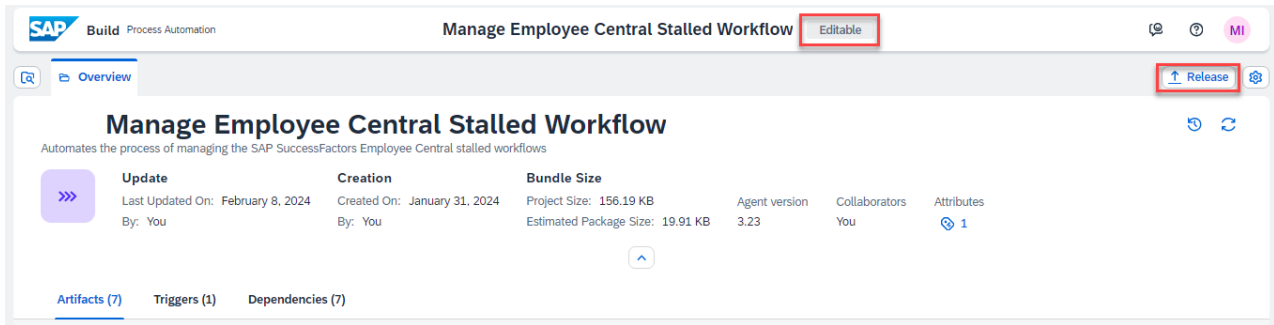 SAP Build Process Automation Manage Employee Central Stalled Workflow Editable MI
Overview Release
Manage Employee Central Stalled Workflow
Automates the process of managing the SAP SuccessFactors Employee Central stalled workflows
Update Creation Bundle Size
Last Updated On: February 8, 2024 Created On: January 31, 2024 Project Size: 156.19 KB Agent version Collaborators Attributes
By: You By: You Estimated Package Size: 19.91 KB 3.23 You 1
Artifacts (7) Triggers (1) Dependencies (7)